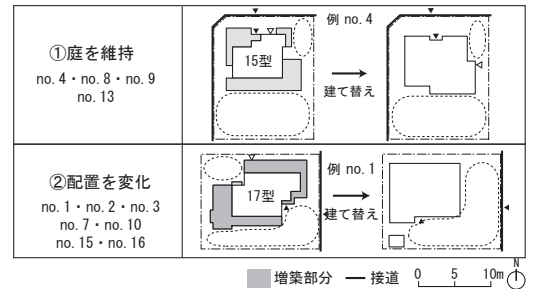 ①庭を維持
no. 4・no. 8・no. 9
no. 13
例 no. 4
15型
建て替え
②配置を変化
no. 1・no. 2・no. 3
no. 7・no. 10
no. 15・no. 16
例 no. 1
17型
建て替え
増築部分 接道 0 5 10m N